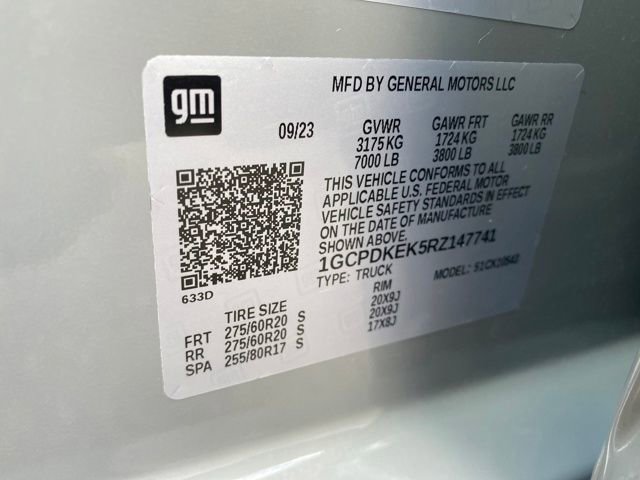 gm
MFD BY GENERAL MOTORS LLC
09/23
GVWR GAWR FRT GAWR RR
3175 KG 1724 KG 1724 KG
7000 LB 3800 LB 3800 LB
THIS VEHICLE CONFORMS TO ALL
APPLICABLE U.S. FEDERAL MOTOR
VEHICLE SAFETY STANDARDS IN EFFECT
ON THE DATE OF MANUFACTURE
SHOWN ABOVE.
1GCPDKEK5RZ147741
TYPE: TRUCK MODEL: 51CK10543
633D
TIRE SIZE RIM
FRT 275/60R20 S 20X9J
RR 275/60R20 S 20X9J
SPA 255/80R17 S 17X8J